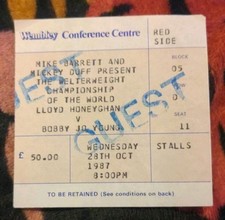 Wembley Conference Centre
RED SIDE
MIKE BARRETT AND
MICKEY DUFF PRESENT
THE WELTERWEIGHT
CHAMPIONSHIP
OF THE WORLD
LLOYD HONEYGHAN
V
BOBBY JO YOUNG
BLOCK
05
ROW
SEAT
11
GUEST
GUEST
£ 50.00
WEDNESDAY
28TH OCT
1987
8:00PM
STALLS
TO BE RETAINED (See conditions on back)